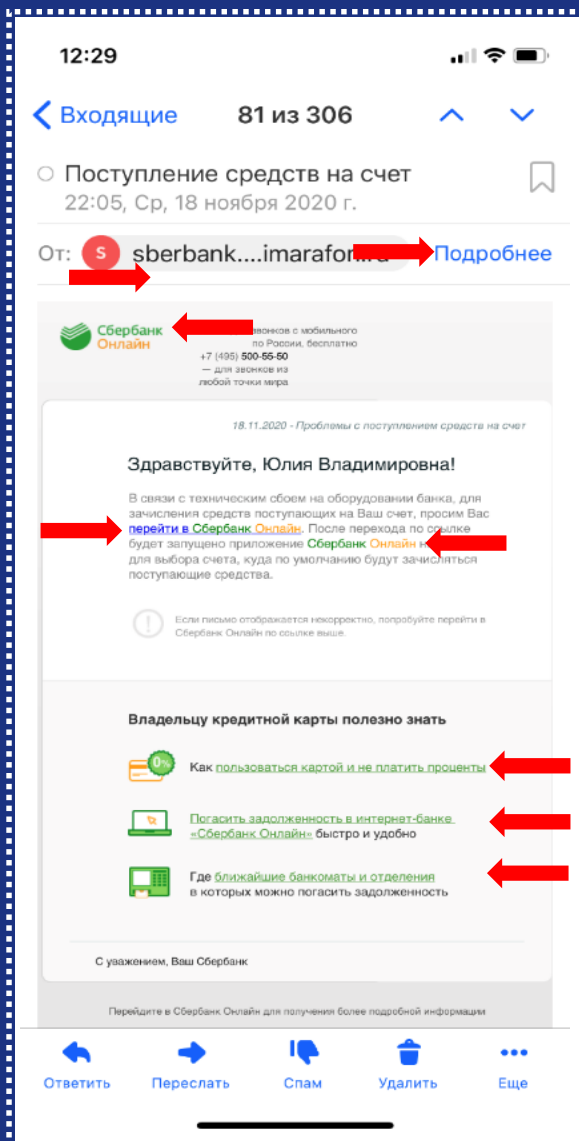 12:29
Входящие 81 из 306
Поступление средств на счет
22:05, Ср, 18 ноября 2020 г.
От: S sberbank.... Подробнее
Сбербанк
Онлайн
с мобильного
по России, бесплатно
+7 (495) 500-55-50
— для звонков из
любой точки мира
18.11.2020 - Проблемы с поступлением средств на счет
Здравствуйте, Юлия Владимировна!
В связи с техническим сбоем на оборудовании банка, для
зачисления средств поступающих на Ваш счет, просим Вас
перейти в Сбербанк Онлайн. После перехода по ссылке
будет запущено приложение Сбербанк Онлайн
для выбора счета, куда по умолчанию будут зачисляться
поступающие средства.
Если письмо отображается некорректно, попробуйте перейти в
Сбербанк Онлайн по ссылке выше.
Владельцу кредитной карты полезно знать
0%
Как пользоваться картой и не платить проценты
Погасить задолженность в интернет-банке
«Сбербанк Онлайн» быстро и удобно
Где ближайшие банкоматы и отделения
в которых можно погасить задолженность
С уважением, Ваш Сбербанк
Перейдите в Сбербанк Онлайн для получения более подробной информации
Ответить Переслать Спам Удалить Еще